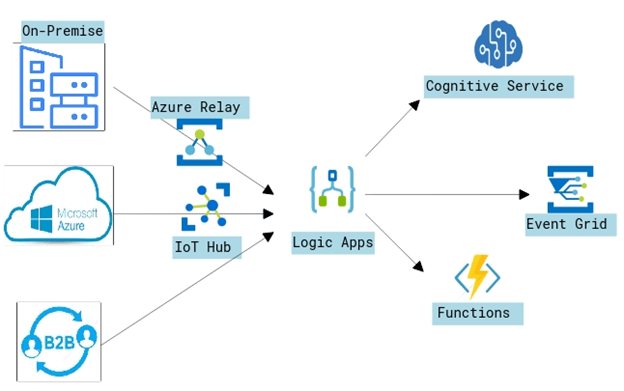 On-Premise
Azure Relay
Cognitive Service
Microsoft
Azure
IoT Hub
Logic Apps
Event Grid
B2B
Functions